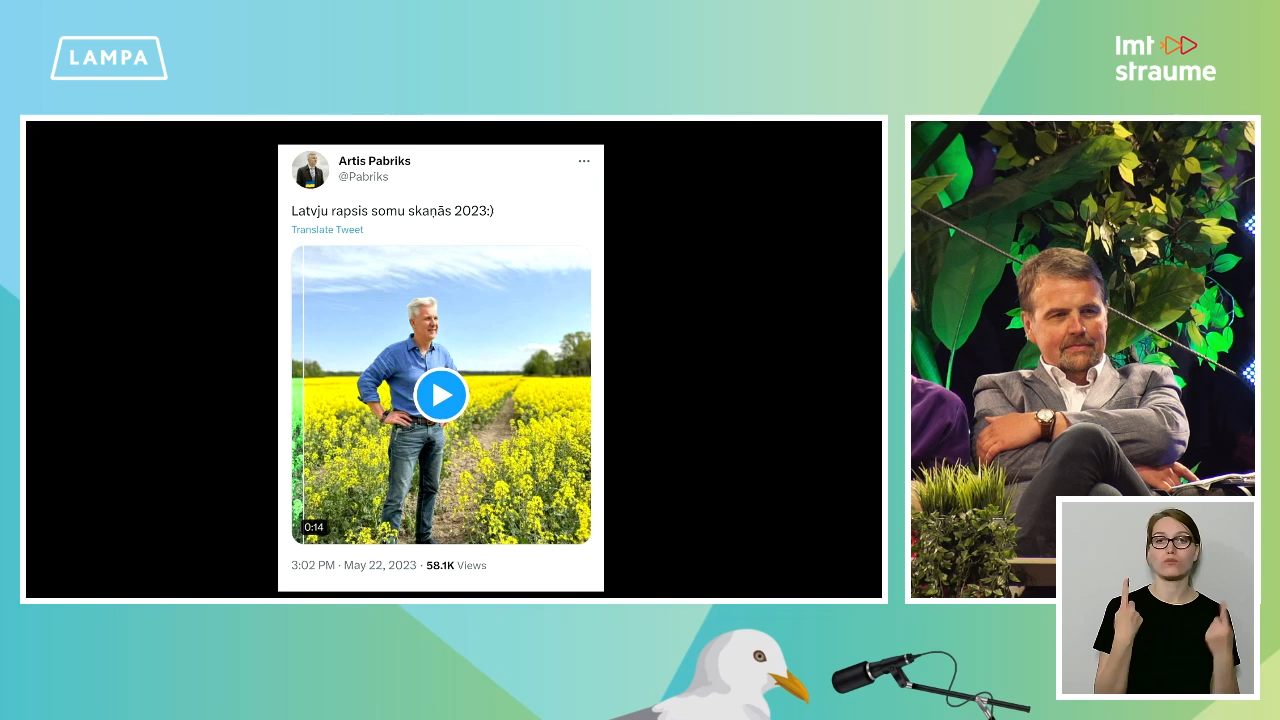 LAMPA
lmt
straume
Artis Pabriks
@Pabriks
Latvju rapsis somu skaņās 2023:)
Translate Tweet
0:14
3:02 PM · May 22, 2023 · 58.1K Views